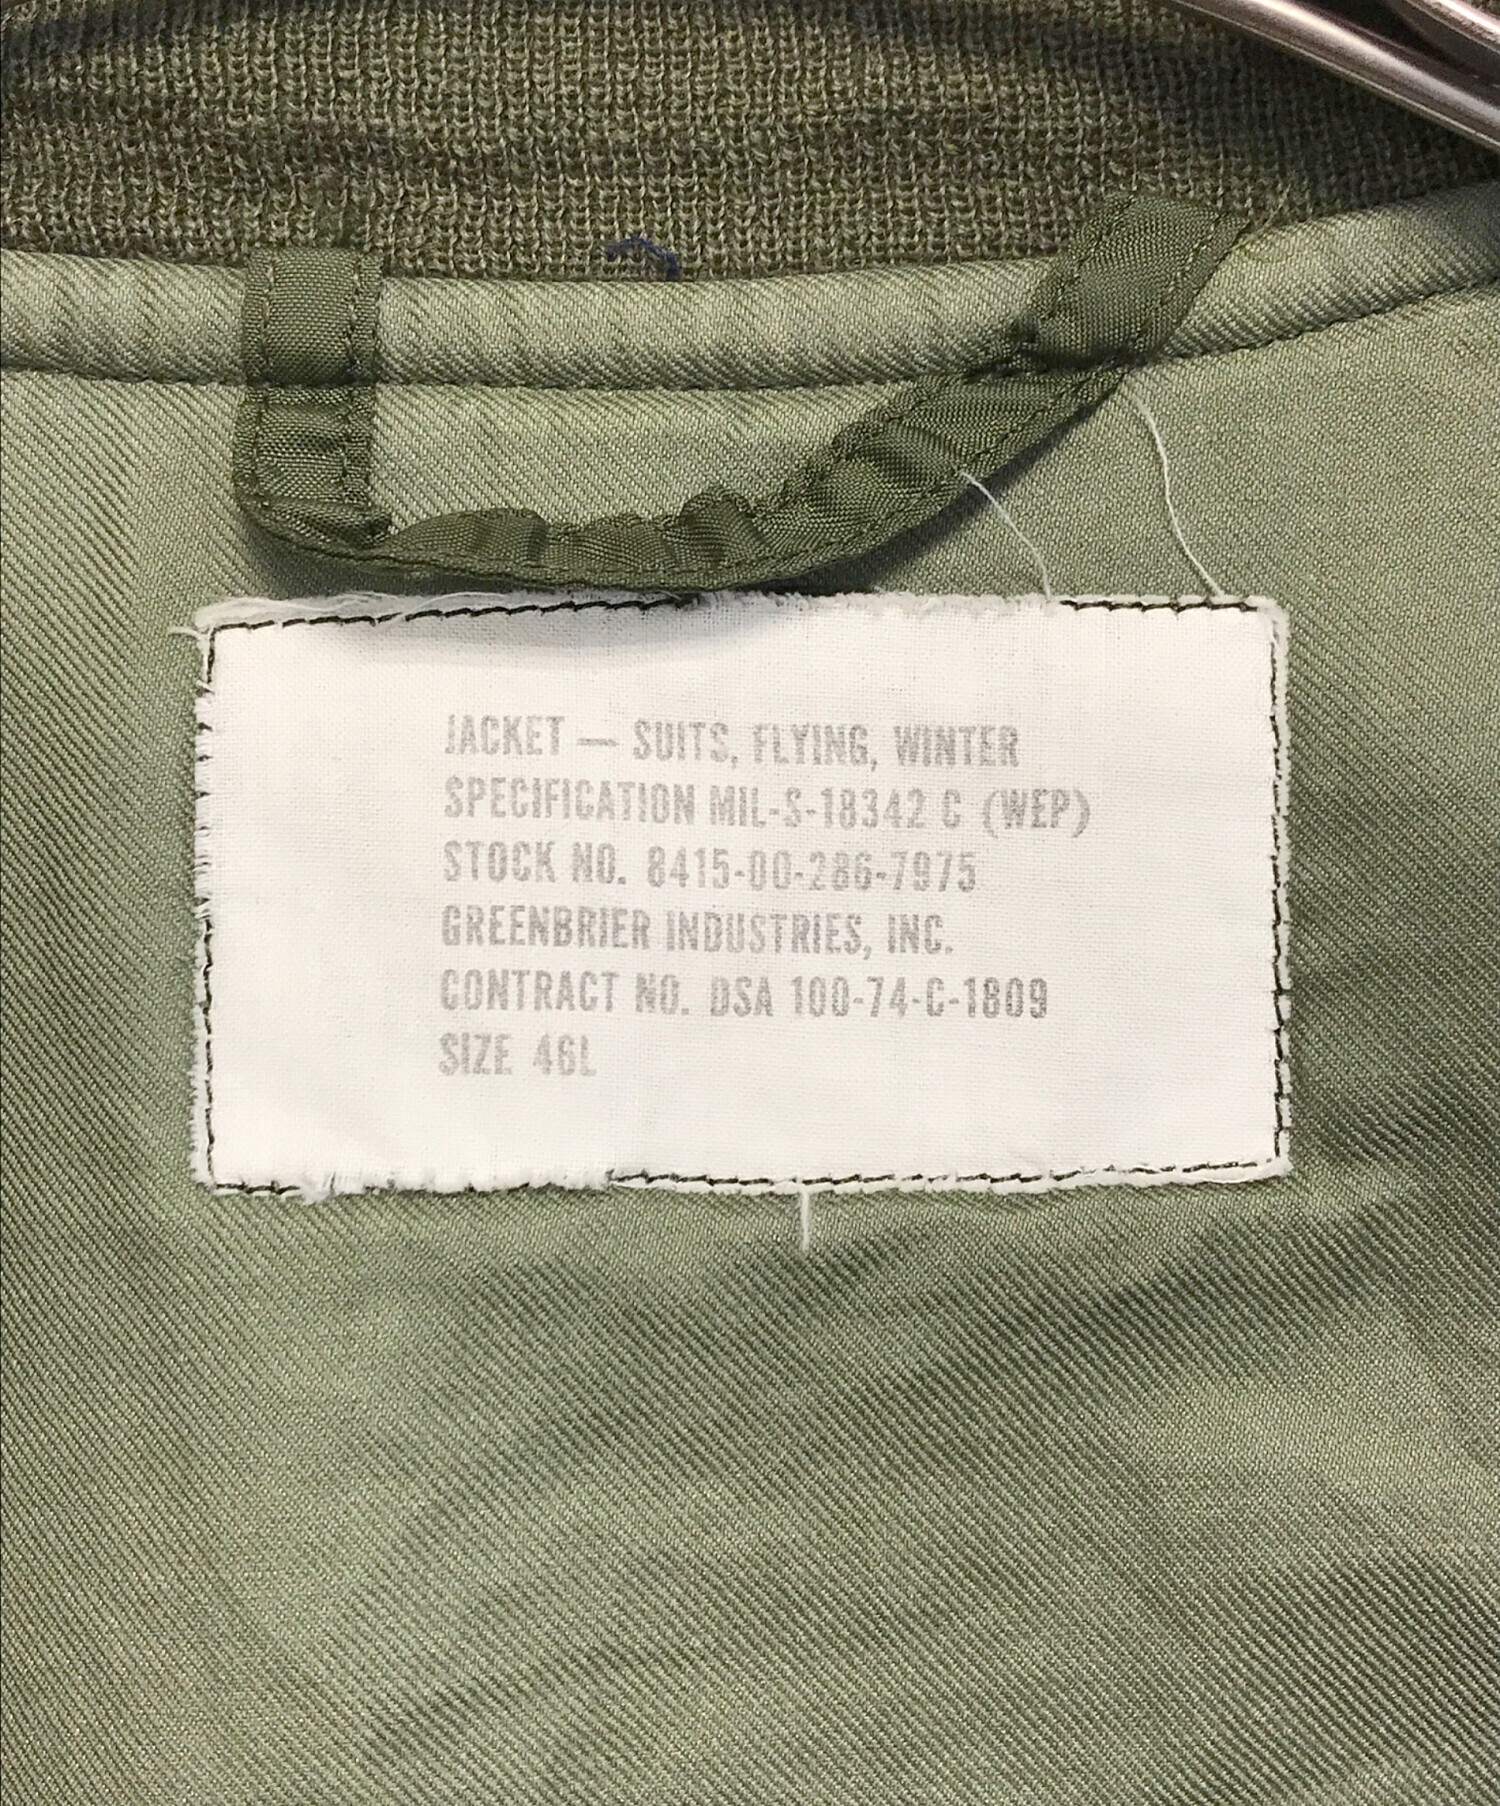 JACKET — SUITS, FLYING, WINTER
SPECIFICATION MIL-S-18342 C (WEP)
STOCK NO. 8415-00-286-7975
GREENBRIER INDUSTRIES, INC.
CONTRACT NO. DSA 100-74-C-1809
SIZE 46L